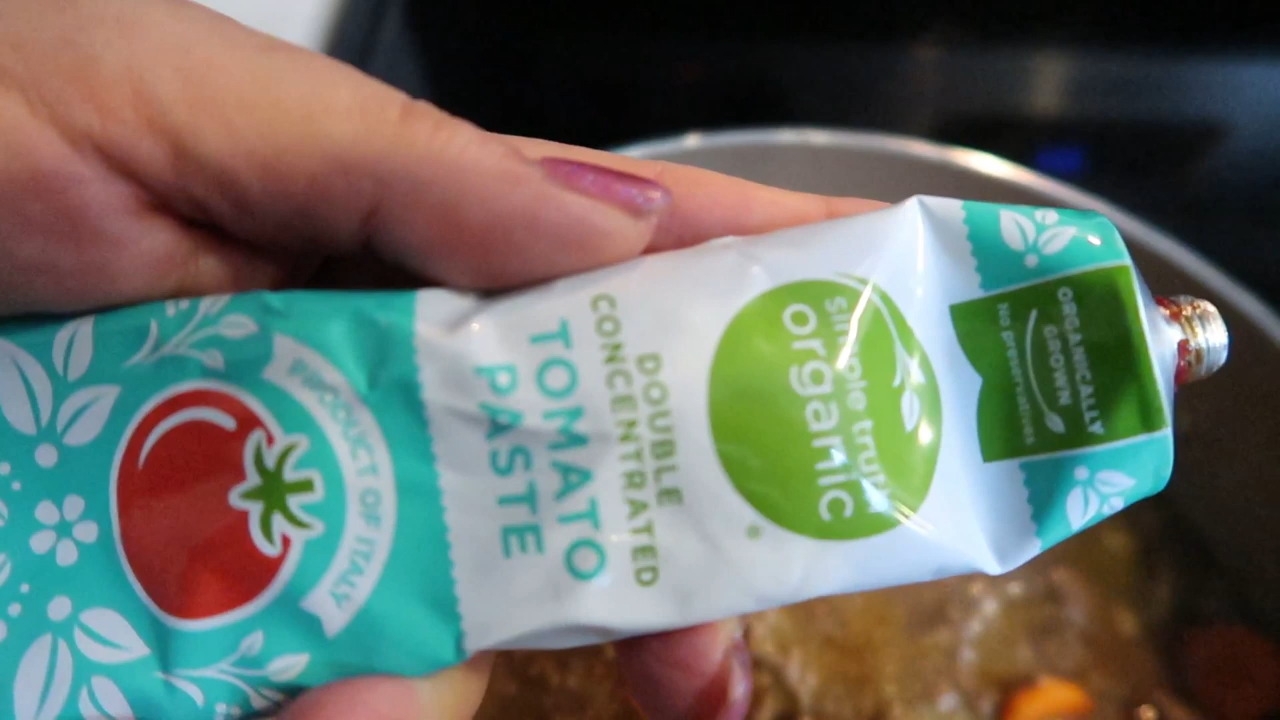 ORGANICALLY
GROWN
no preservatives
simple truth
organic
®
DOUBLE
CONCENTRATED
TOMATO
PASTE
PRODUCT OF ITALY